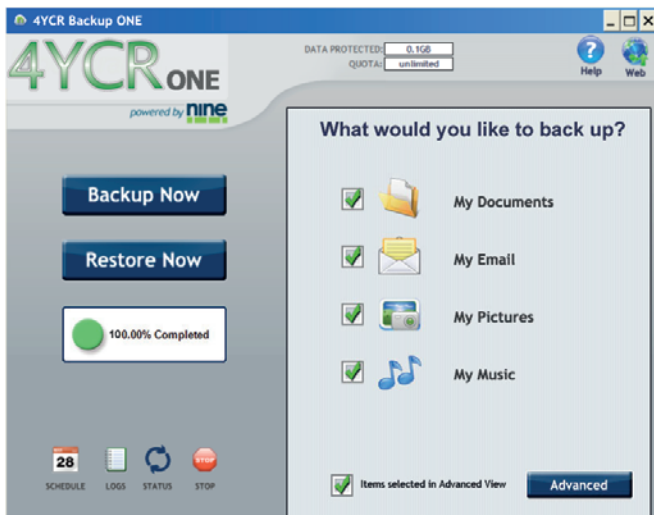 4YCR Backup ONE
4YCR ONE
powered by nine
DATA PROTECTED: 0.1GB
QUOTA: unlimited
Help
Web
What would you like to back up?
Backup Now
Restore Now
100.00% Completed
My Documents
My Email
My Pictures
My Music
28
STOP
SCHEDULE
LOGS
STATUS
STOP
Items selected in Advanced View
Advanced